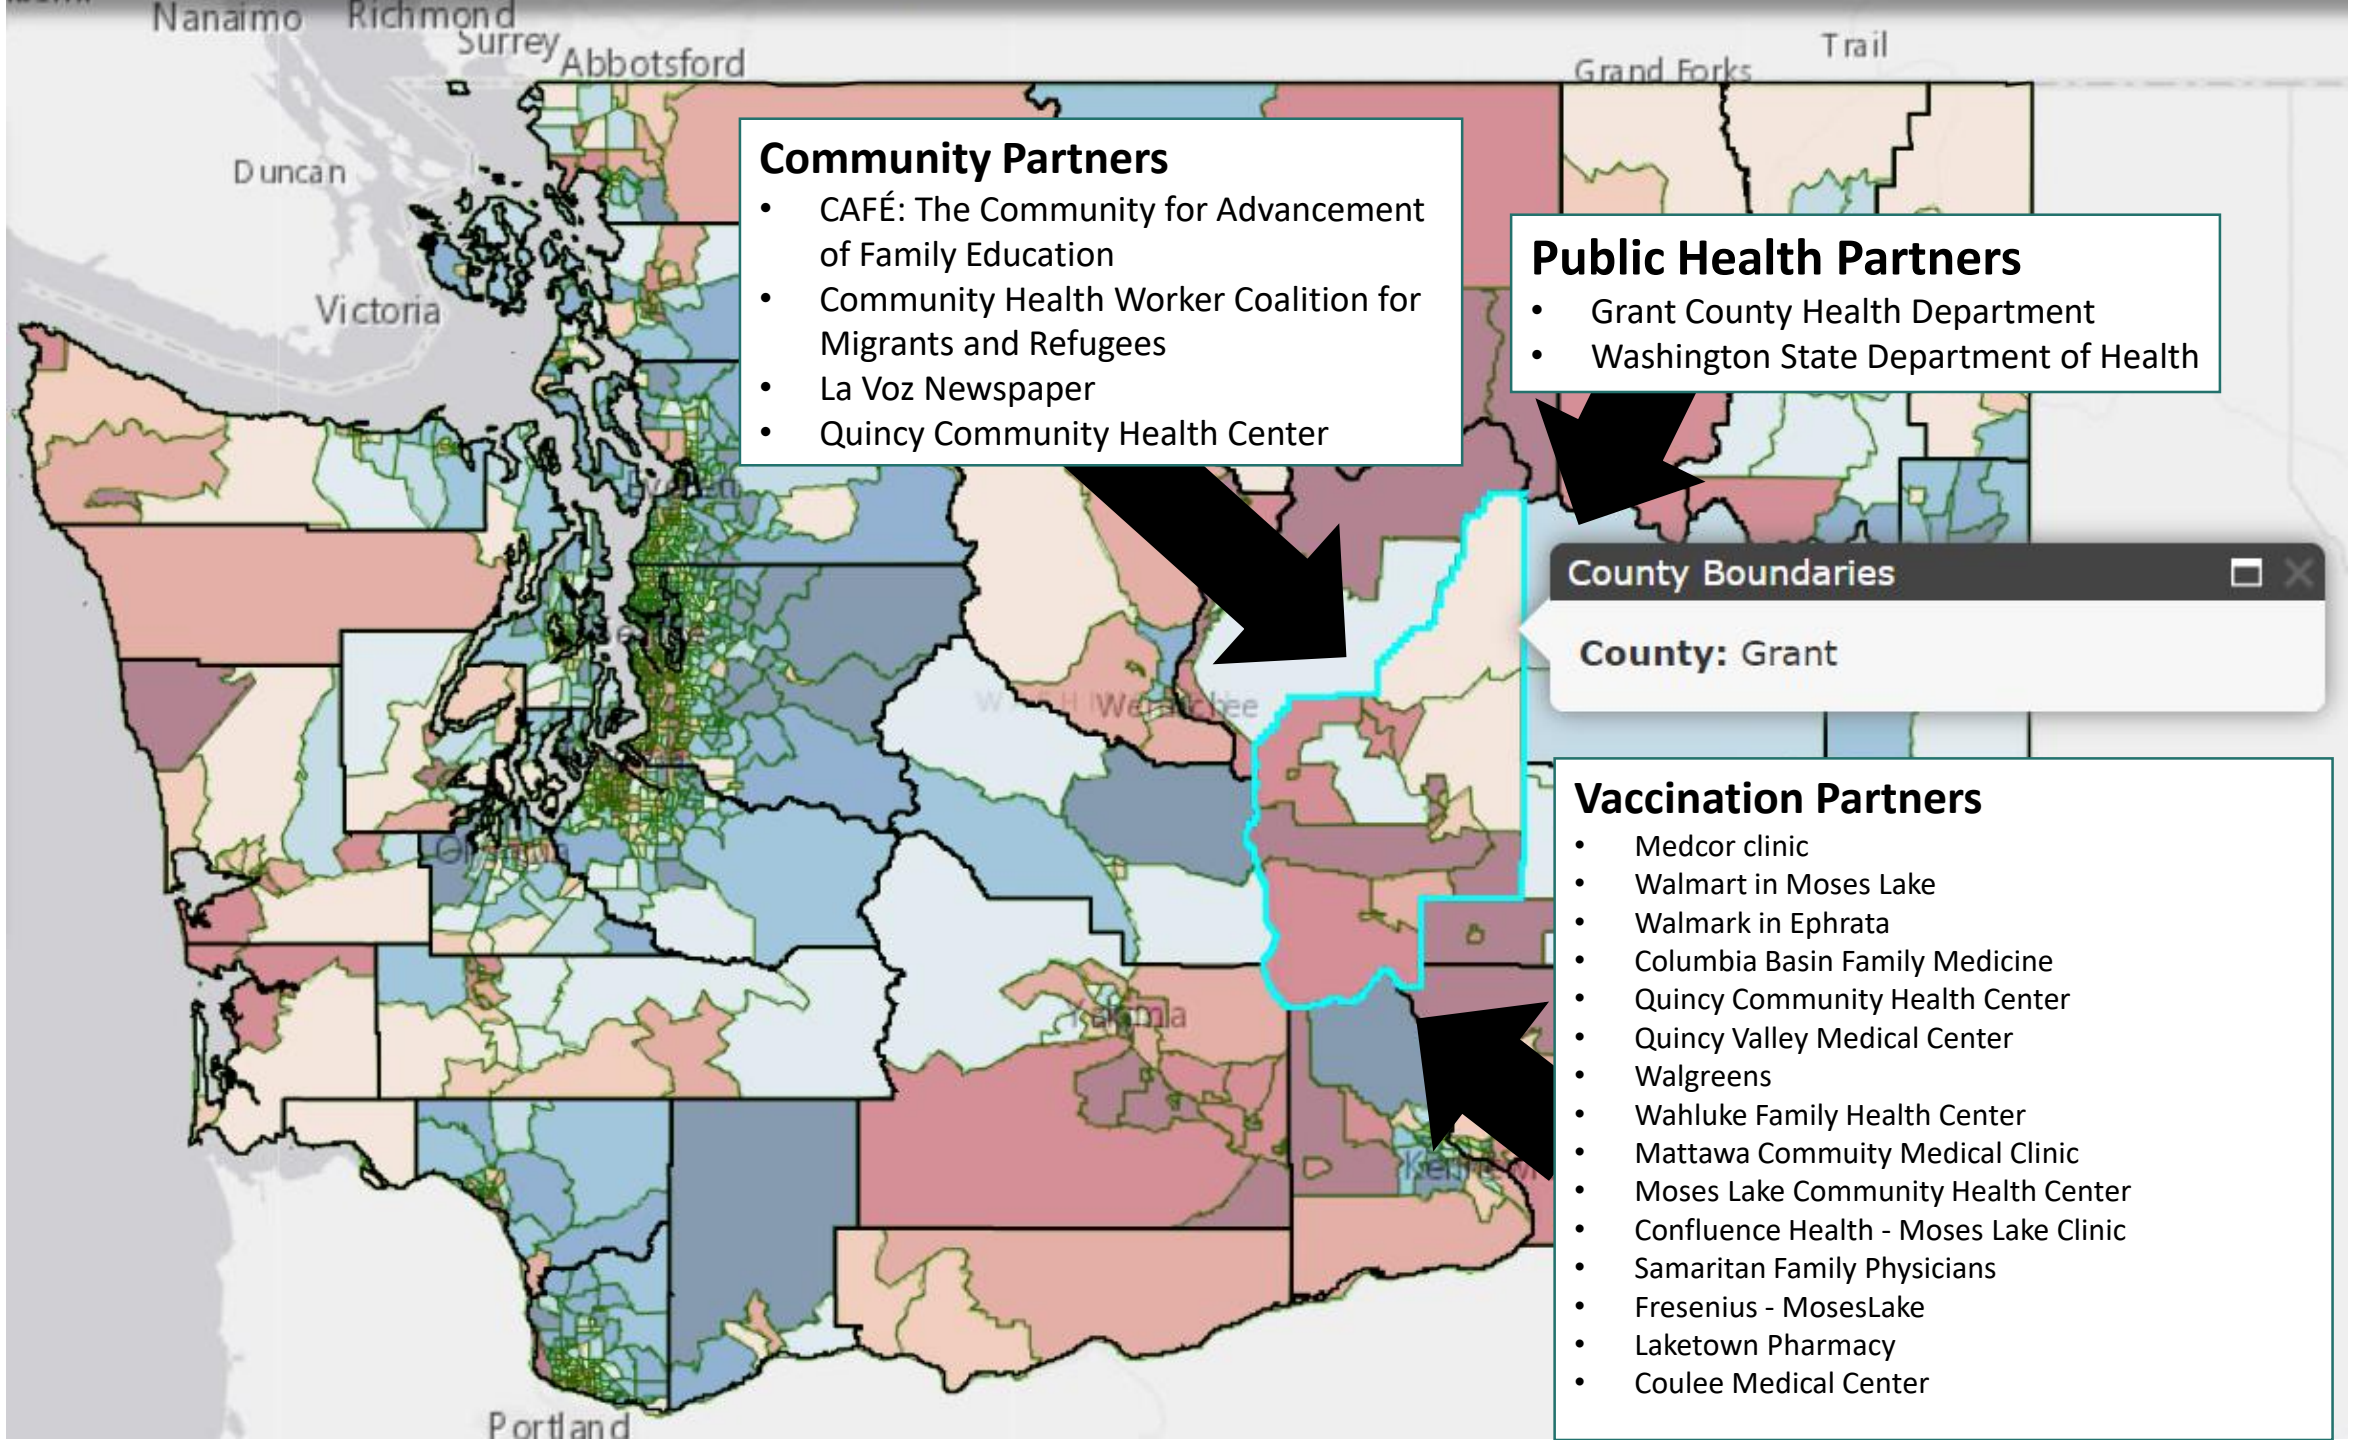 Nanaimo
Richmond
Surrey
Abbotsford
Trail
Grand Forks
Duncan
Victoria
Community Partners
• CAFÉ: The Community for Advancement
of Family Education
• Community Health Worker Coalition for
Migrants and Refugees
• La Voz Newspaper
• Quincy Community Health Center
Public Health Partners
• Grant County Health Department
• Washington State Department of Health
County Boundaries
County: Grant
Wenatchee
Yakima
Vaccination Partners
• Medcor clinic
• Walmart in Moses Lake
• Walmark in Ephrata
• Columbia Basin Family Medicine
• Quincy Community Health Center
• Quincy Valley Medical Center
• Walgreens
• Wahluke Family Health Center
• Mattawa Commuity Medical Clinic
• Moses Lake Community Health Center
• Confluence Health - Moses Lake Clinic
• Samaritan Family Physicians
• Fresenius - MosesLake
• Laketown Pharmacy
• Coulee Medical Center
Portland